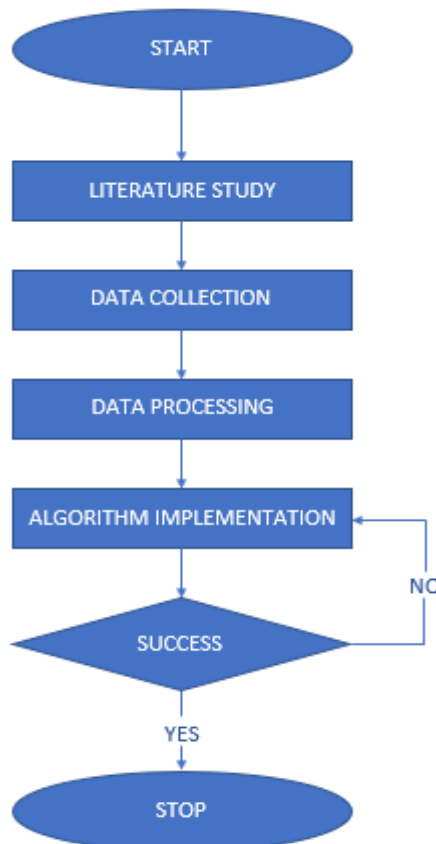 START
LITERATURE STUDY
DATA COLLECTION
DATA PROCESSING
ALGORITHM IMPLEMENTATION
NO
SUCCESS
YES
STOP